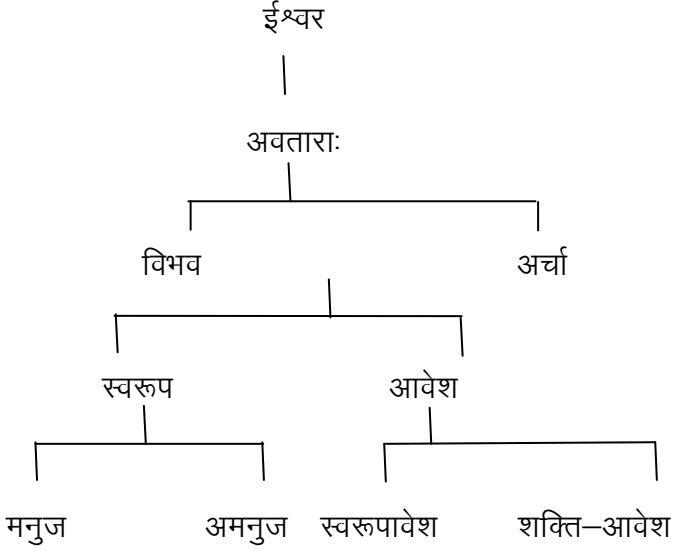 ईश्वर
अवताराः
विभव अर्चा
स्वरूप आवेश
मनुज अमनुज स्वरूपावेश शक्ति–आवेश